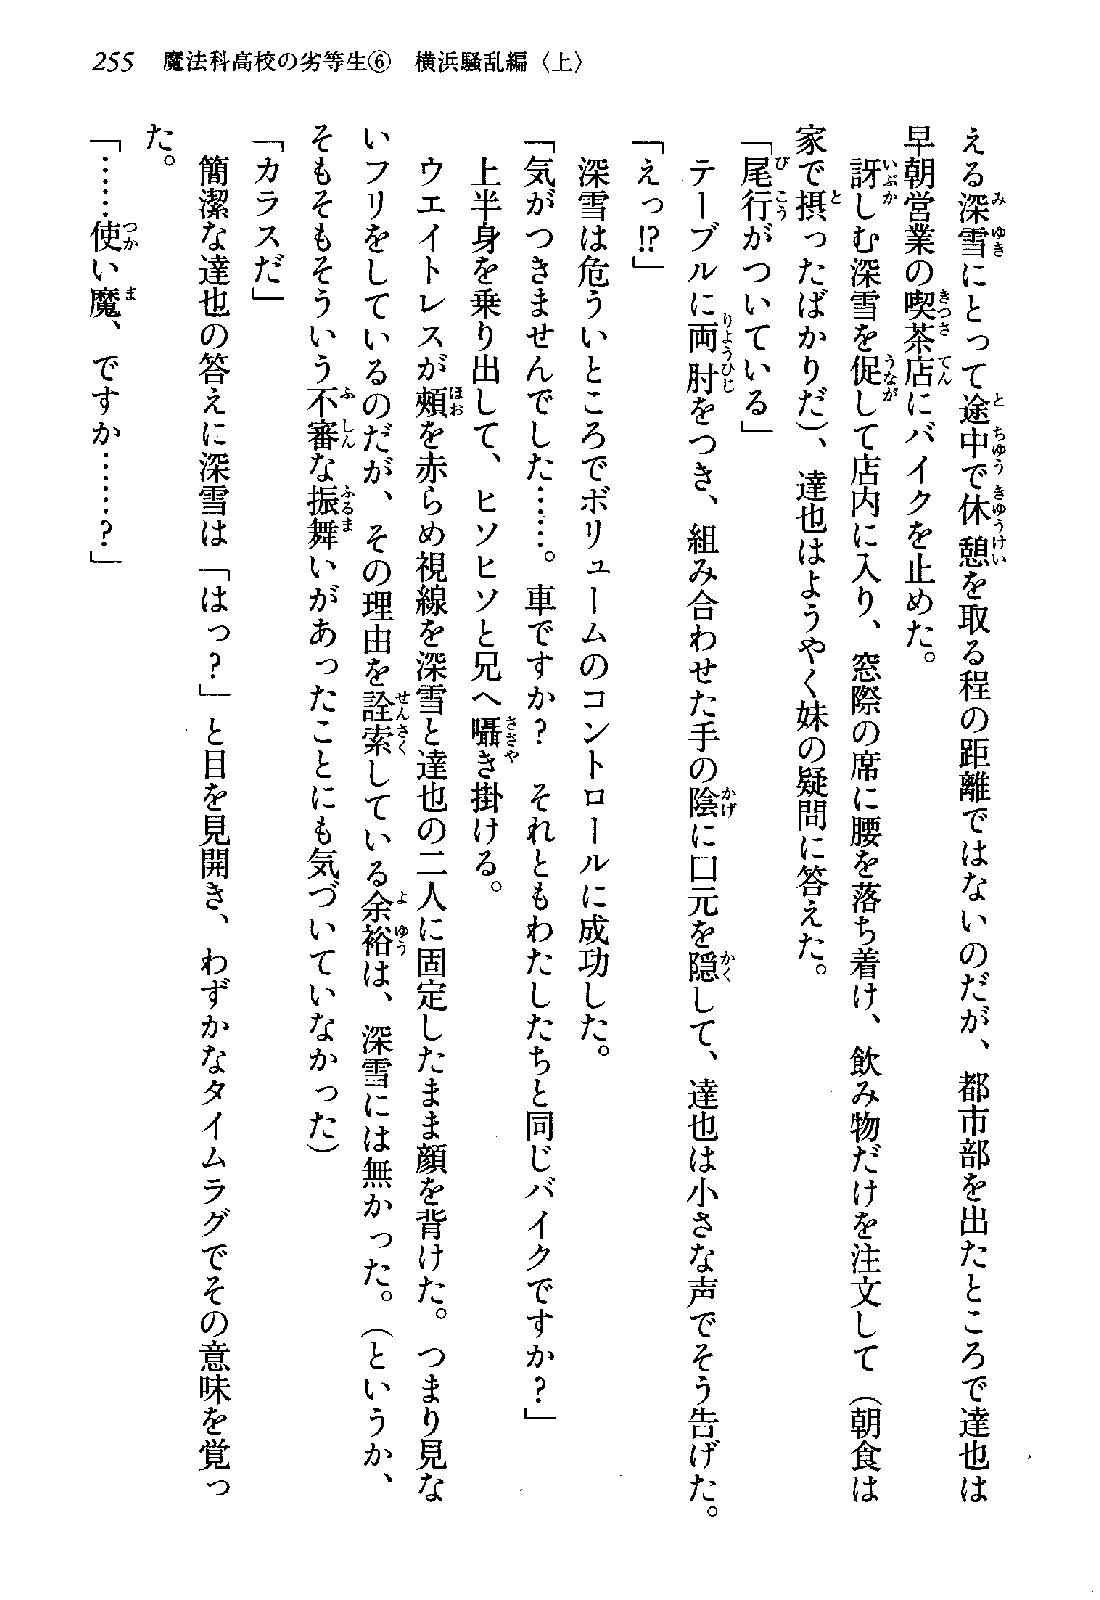 255　魔法科高校の劣等生⑥　横浜騒乱編〈上〉
える深雪にとって途中で休憩を取る程の距離ではないのだが、都市部を出たところで達也は
早朝営業の喫茶店にバイクを止めた。
　訝しむ深雪を促して店内に入り、窓際の席に腰を落ち着け、飲み物だけを注文して（朝食は
家で摂ったばかりだ）、達也はようやく妹の疑問に答えた。
「尾行がついている」
　テーブルに両肘をつき、組み合わせた手の陰に口元を隠して、達也は小さな声でそう告げた。
「えっ!?」
　深雪は危ういところでボリュームのコントロールに成功した。
「気がつきませんでした……。車ですか？　それともわたしたちと同じバイクですか？」
　上半身を乗り出して、ヒソヒソと兄へ囁き掛ける。
　ウエイトレスが頰を赤らめ視線を深雪と達也の二人に固定したまま顔を背けた。つまり見な
いフリをしているのだが、その理由を詮索している余裕は、深雪には無かった。（というか、
そもそもそういう不審な振舞いがあったことにも気づいていなかった）
「カラスだ」
　簡潔な達也の答えに深雪は「はっ？」と目を見開き、わずかなタイムラグでその意味を覚っ
た。
「……使い魔、ですか……？」